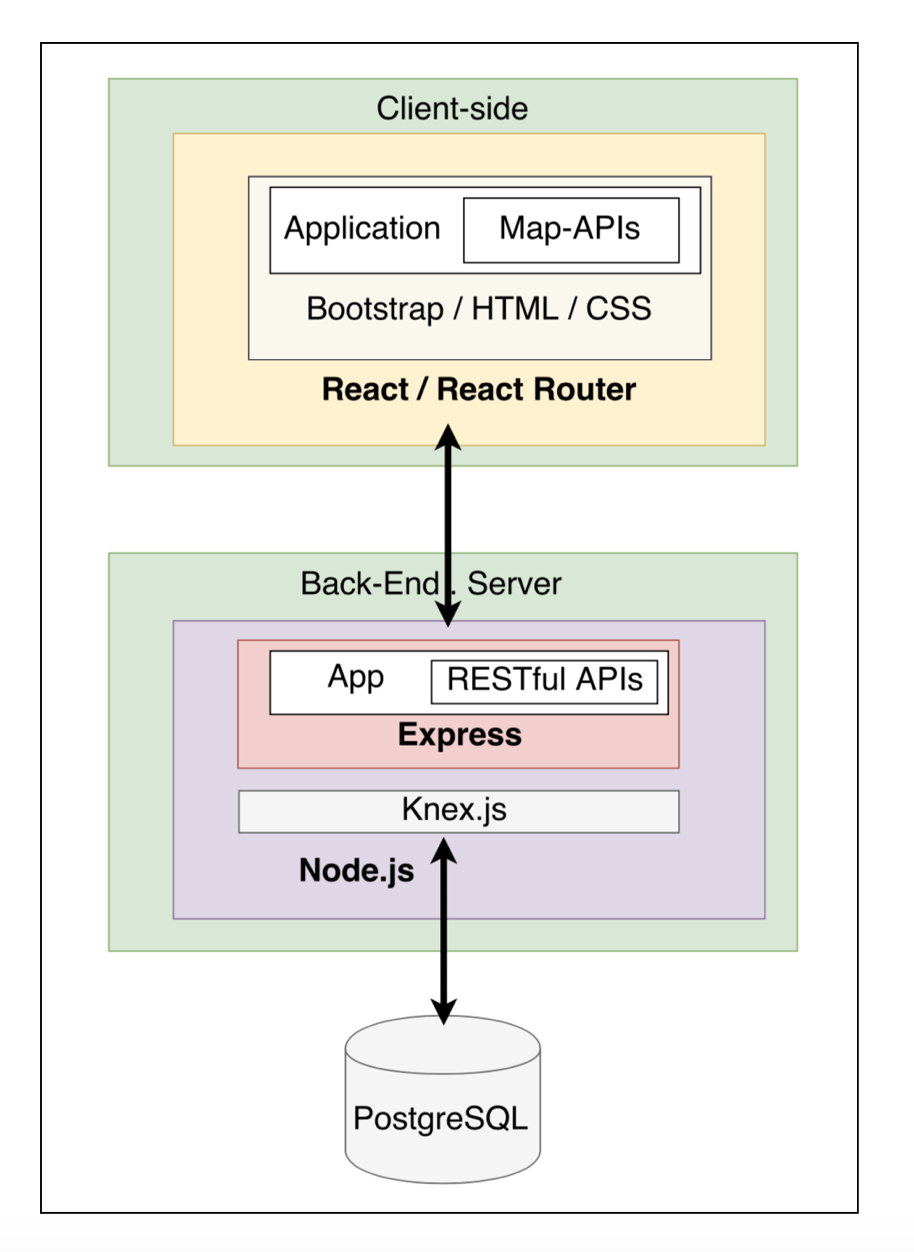 Client-side
Application
Map-APIs
Bootstrap / HTML / CSS
React / React Router
Back-End . Server
App
RESTful APIs
Express
Knex.js
Node.js
PostgreSQL